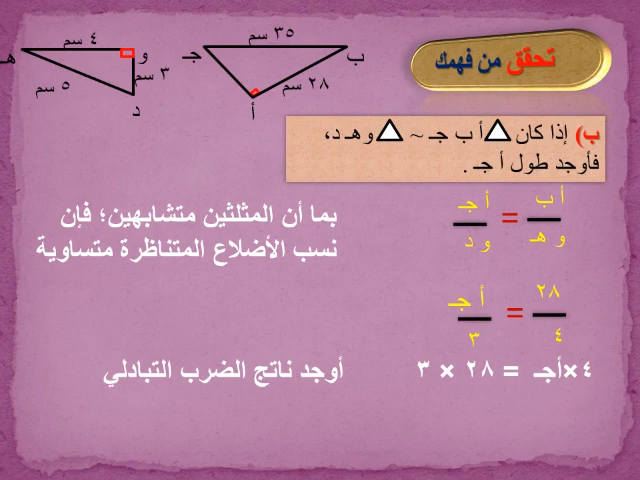 تحقق من فهمك
٣٥ سم
جـ
ب
٢٨ سم
أ
٤ سم
هـ
و
٣ سم
٥ سم
د
ب) إذا كان △ أ ب جـ ~ △ و هـ د،
فأوجد طول أ جـ .
أ ب = أ جـ
و هـ و د
بما أن المثلثين متشابهين؛ فإن
نسب الأضلاع المتناظرة متساوية
٢٨ = أ جـ
٤ ٣
٤ × أجـ = ٢٨ × ٣
أوجد ناتج الضرب التبادلي